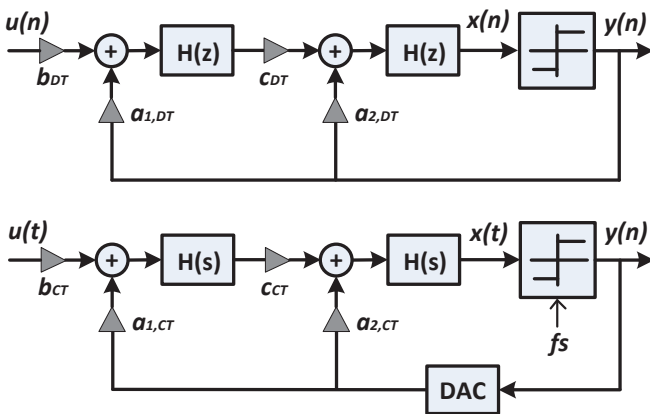 u(n) + H(z) + H(z) x(n) y(n)
bDT cDT
a1,DT a2,DT
u(t) + H(s) + H(s) x(t) y(n)
bCT cCT
a1,CT a2,CT fs
DAC